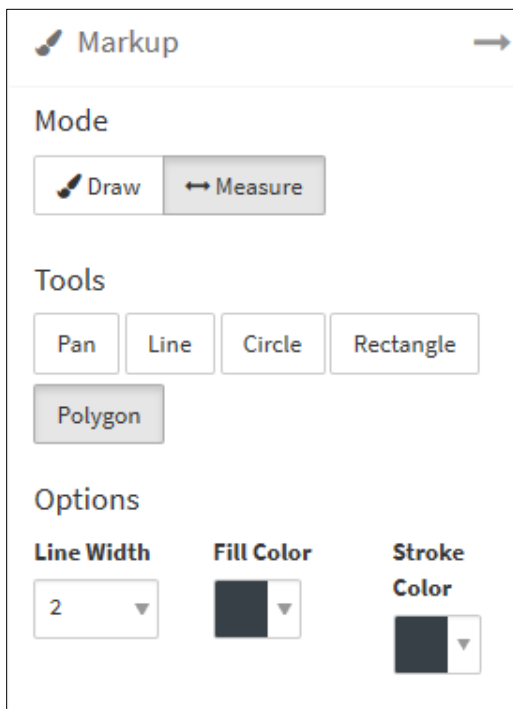 Markup
Mode
Draw Measure
Tools
Pan Line Circle Rectangle
Polygon
Options
Line Width Fill Color Stroke
Color
2